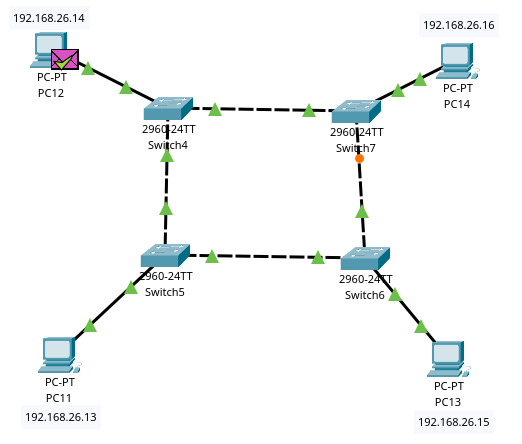 192.168.26.14
192.168.26.16
PC-PT
PC12
PC-PT
PC14
2960-24TT
Switch4
2960-24TT
Switch7
2960-24TT
Switch5
2960-24TT
Switch6
PC-PT
PC11
192.168.26.13
PC-PT
PC13
192.168.26.15